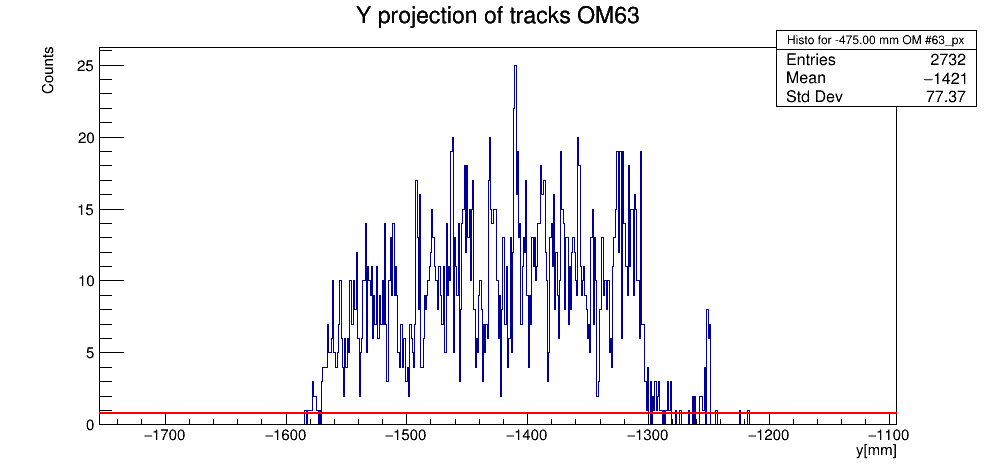 Y projection of tracks OM63
Histo for -475.00 mm OM #63_px
Entries 2732
Mean −1421
Std Dev 77.37
Counts
25
20
15
10
5
0
−1700 −1600 −1500 −1400 −1300 −1200 −1100
y[mm]